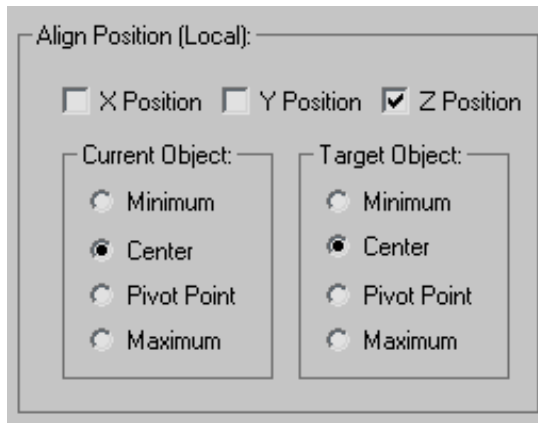 Align Position (Local):
X Position Y Position Z Position
Current Object: Target Object:
Minimum Minimum
Center Center
Pivot Point Pivot Point
Maximum Maximum